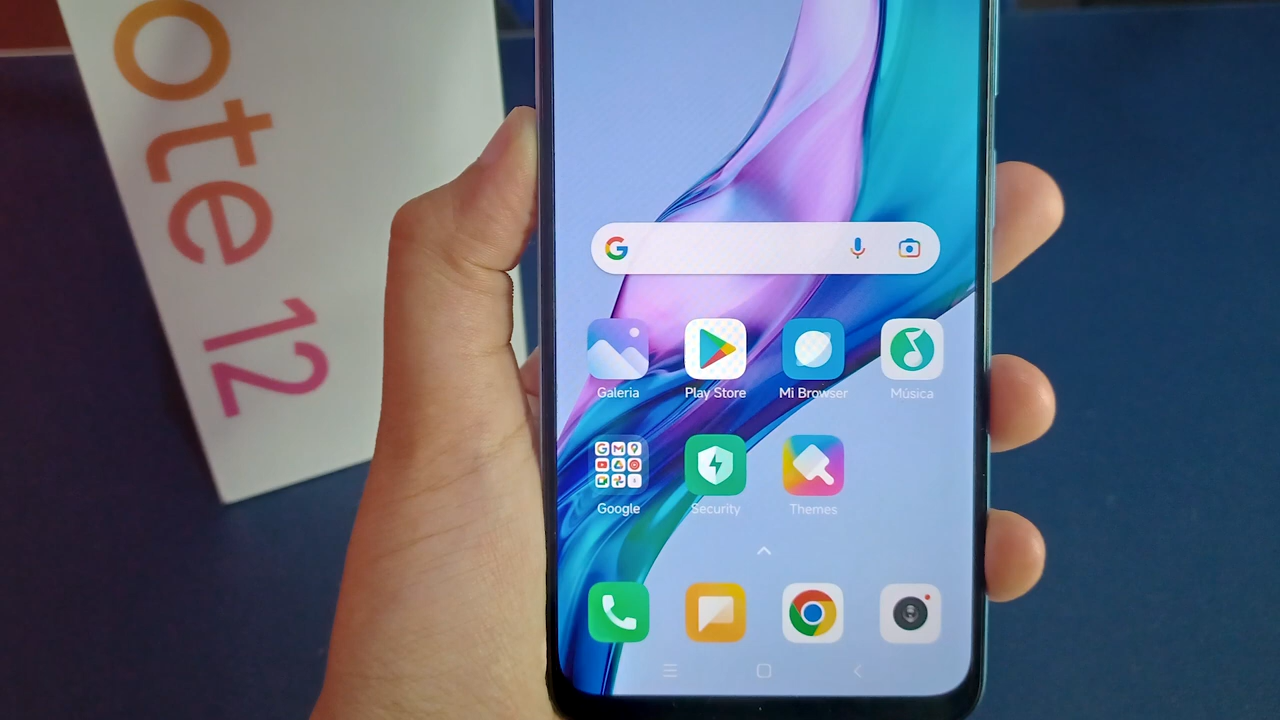 ote 12
Galeria
Play Store
Mi Browser
Música
Google
Security
Themes